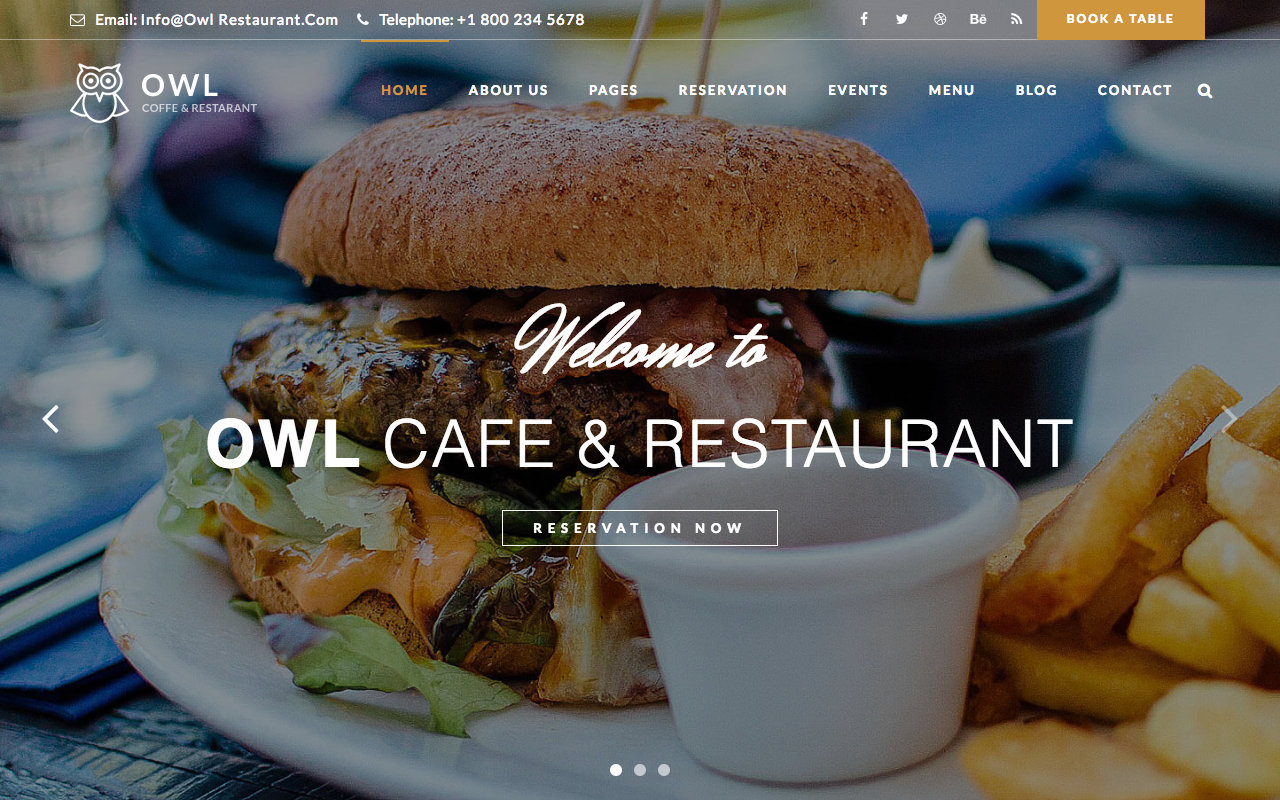 Email: Info@Owl Restaurant.Com Telephone: +1 800 234 5678 Bē BOOK A TABLE
OWL
COFFE & RESTARANT
HOME ABOUT US PAGES RESERVATION EVENTS MENU BLOG CONTACT
Welcome to
OWL CAFE & RESTAURANT
RESERVATION NOW